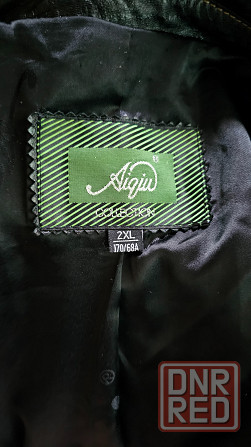 Aiqiu®
COLLECTION
2XL
170/68A
DNR
RED